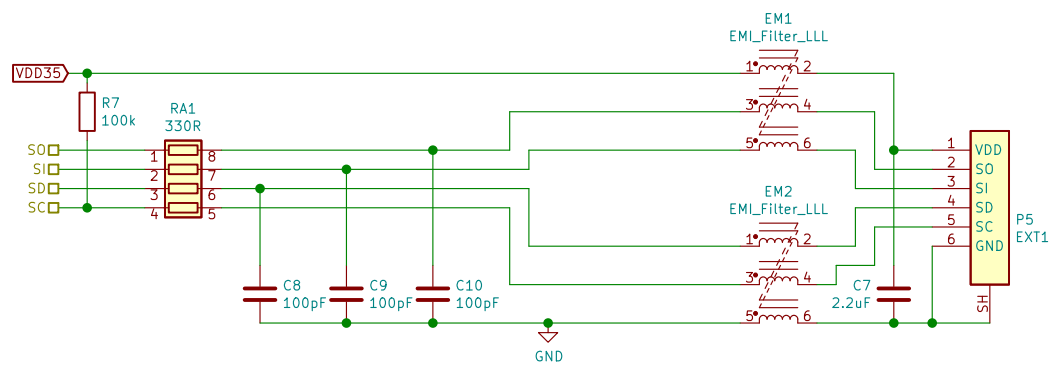 EM1
EMI_Filter_LLL
VDD35
1 2
R7
100k
RA1
330R
3 4
SO 1 8
5 6
1 VDD
SI 2 7
2 SO
SD 3 6
3 SI
SC 4 5
EM2
EMI_Filter_LLL
4 SD
5 SC
6 GND
P5
EXT1
1 2
3 4
C8
100pF
C9
100pF
C10
100pF
C7
2.2uF
SH
5 6
GND